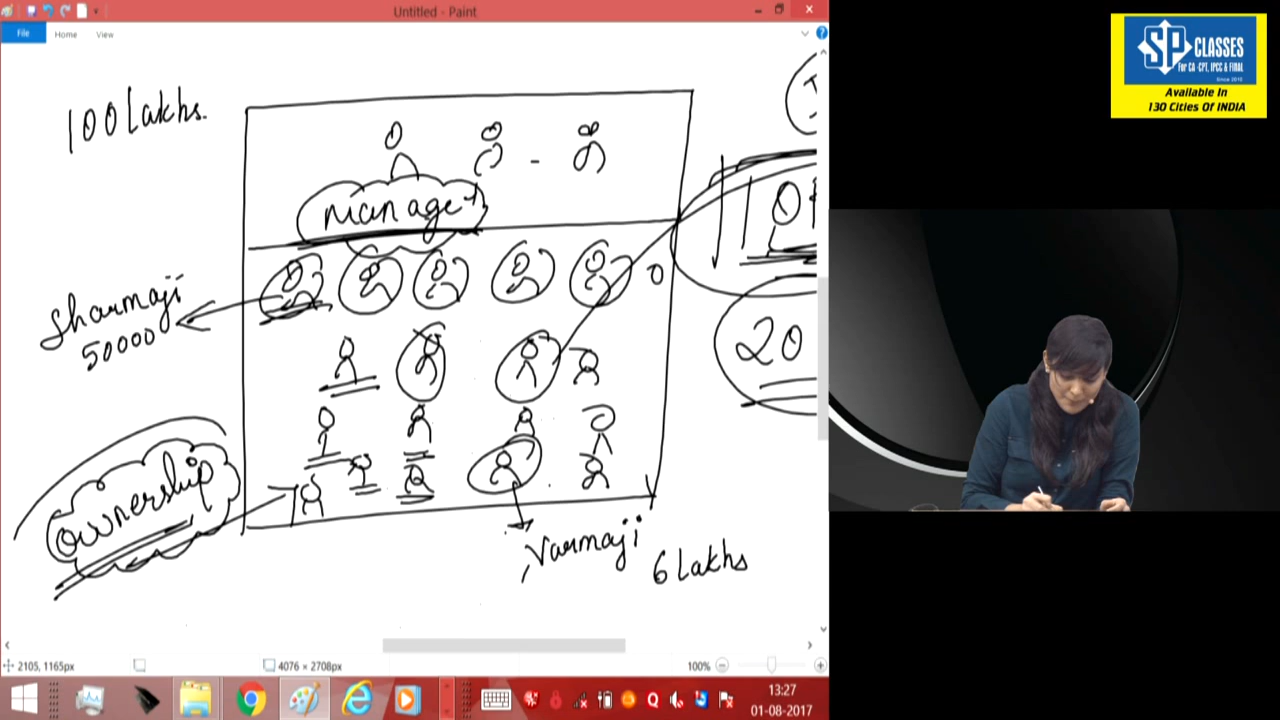 Untitled - Paint
File
Home
View
100 lakhs.
manage
Sharmaji
50000
20
ownership
Varmaji
6 lakhs
2105, 1165px
4076 × 2708px
100%
13:27
01-08-2017
SP CLASSES
For CA -CPT, IPCC & FINAL
Since 2010
Available In
130 Cities Of INDIA